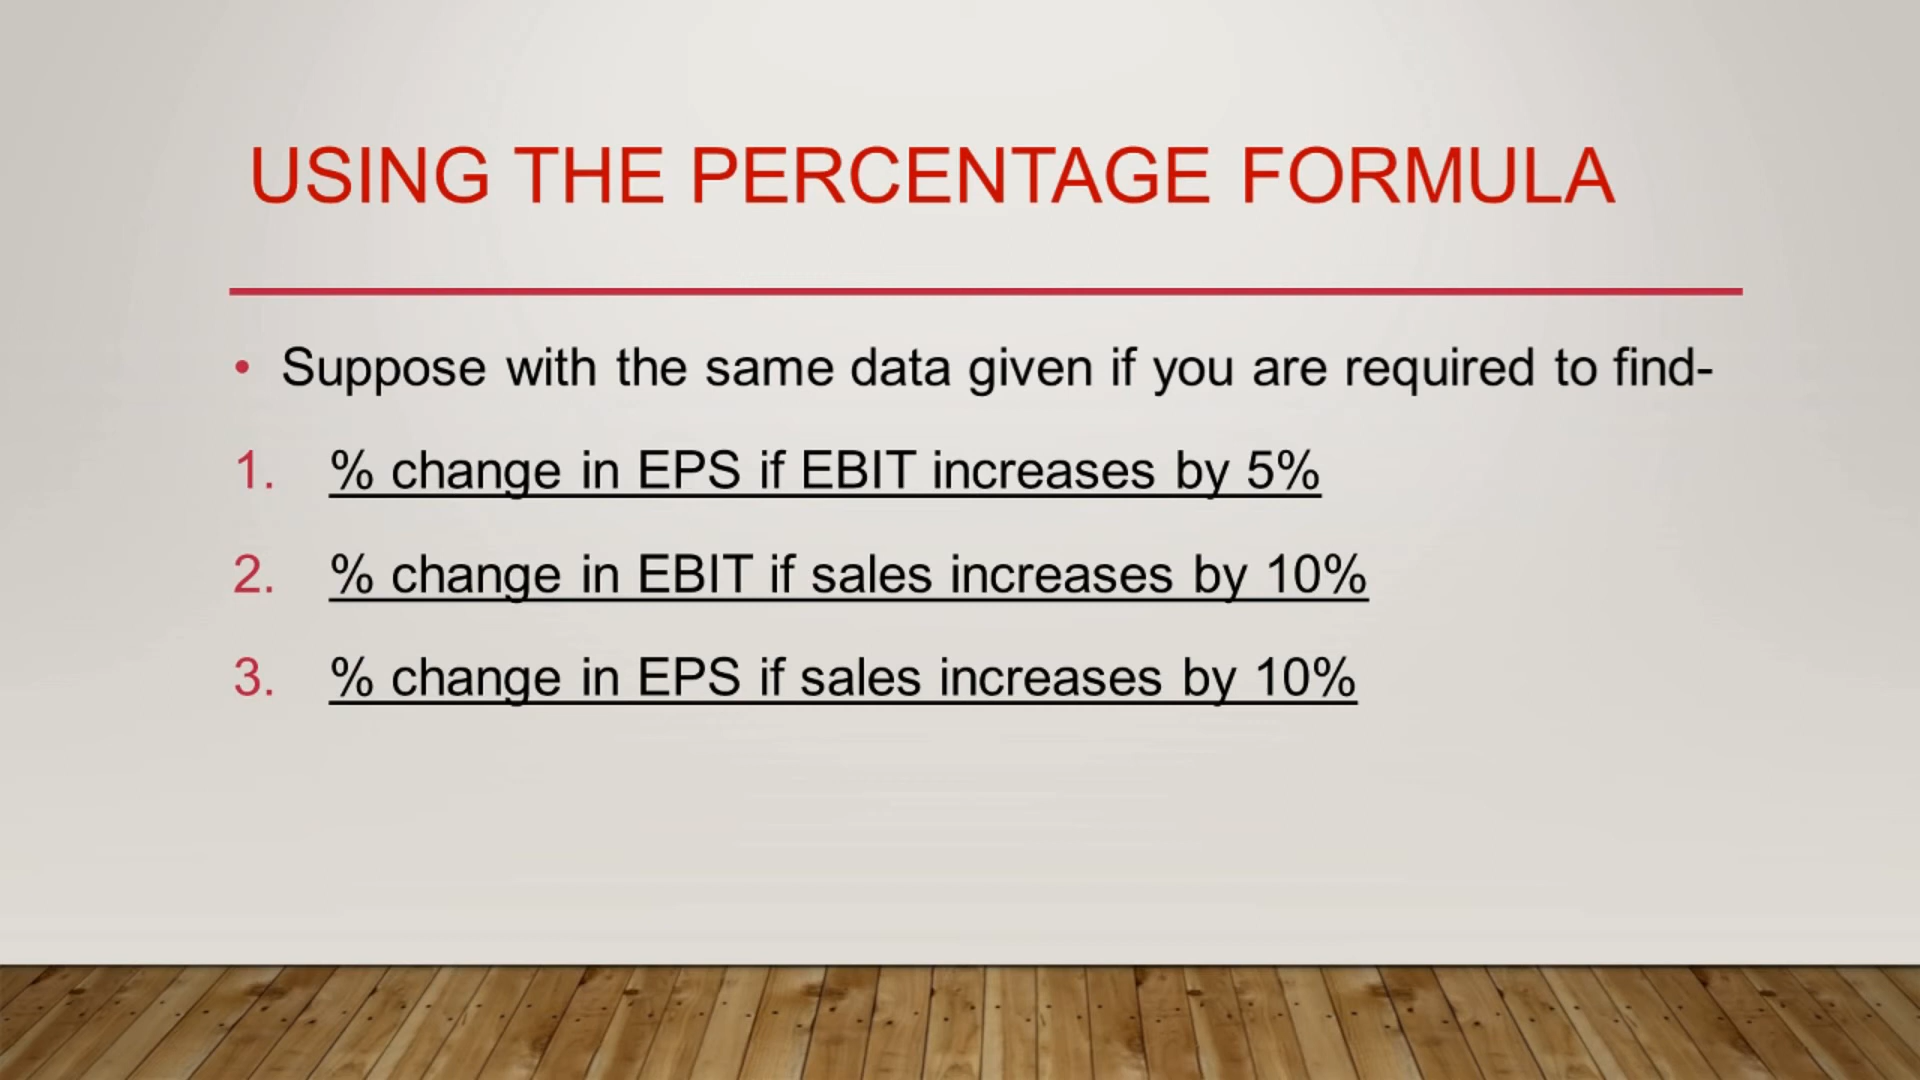 USING THE PERCENTAGE FORMULA
• Suppose with the same data given if you are required to find-
1. % change in EPS if EBIT increases by 5%
2. % change in EBIT if sales increases by 10%
3. % change in EPS if sales increases by 10%